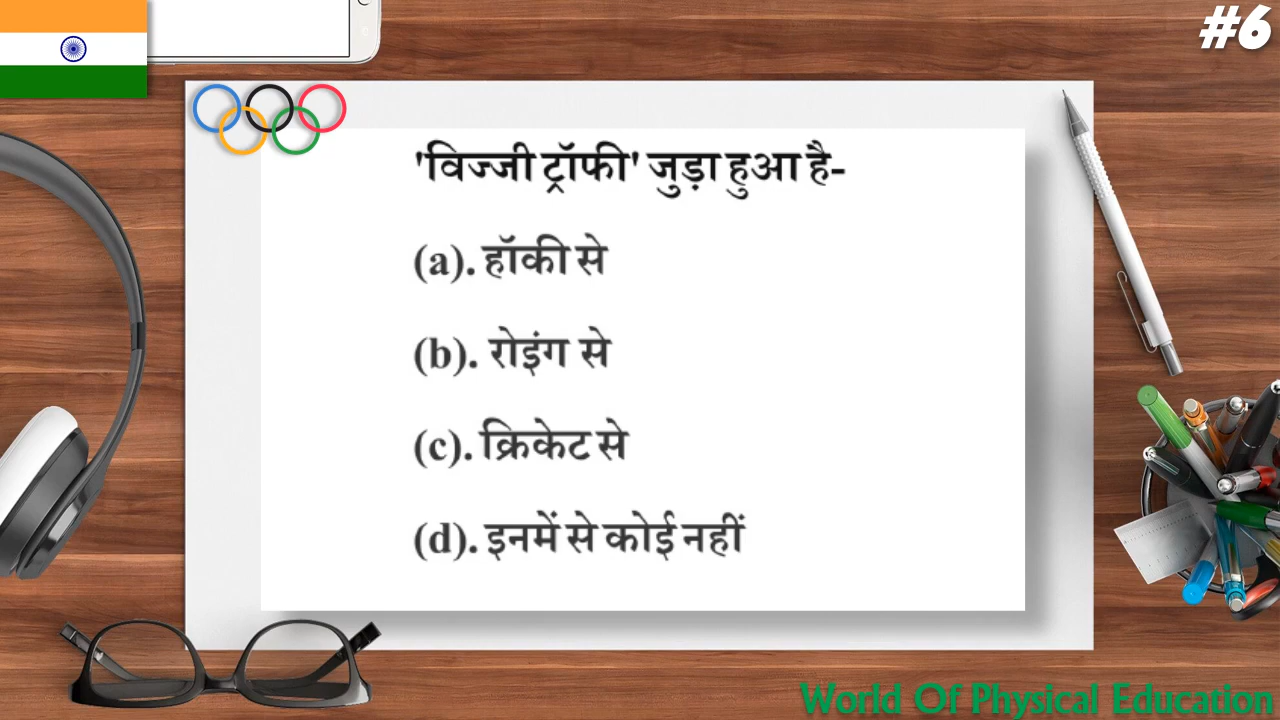 #6
'विज्जी ट्रॉफी' जुड़ा हुआ है-
(a). हॉकी से
(b). रोइंग से
(c). क्रिकेट से
(d). इनमें से कोई नहीं
World Of Physical Education